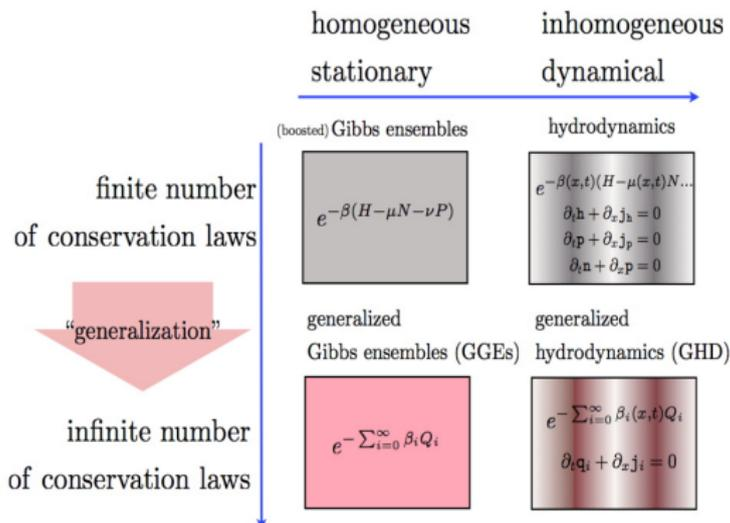 homogeneous
stationary
inhomogeneous
dynamical
(boosted) Gibbs ensembles
hydrodynamics
finite number
of conservation laws
e^{-β(H-μN-νP)}
e^{-β(x,t)(H-μ(x,t)N...}
∂_t h + ∂_x j_h = 0
∂_t p + ∂_x j_p = 0
∂_t n + ∂_x p = 0
“generalization”
generalized
Gibbs ensembles (GGEs)
generalized
hydrodynamics (GHD)
infinite number
of conservation laws
e^{-∑_{i=0}^{∞} β_i Q_i}
e^{-∑_{i=0}^{∞} β_i(x,t)Q_i}
∂_t q_i + ∂_x j_i = 0